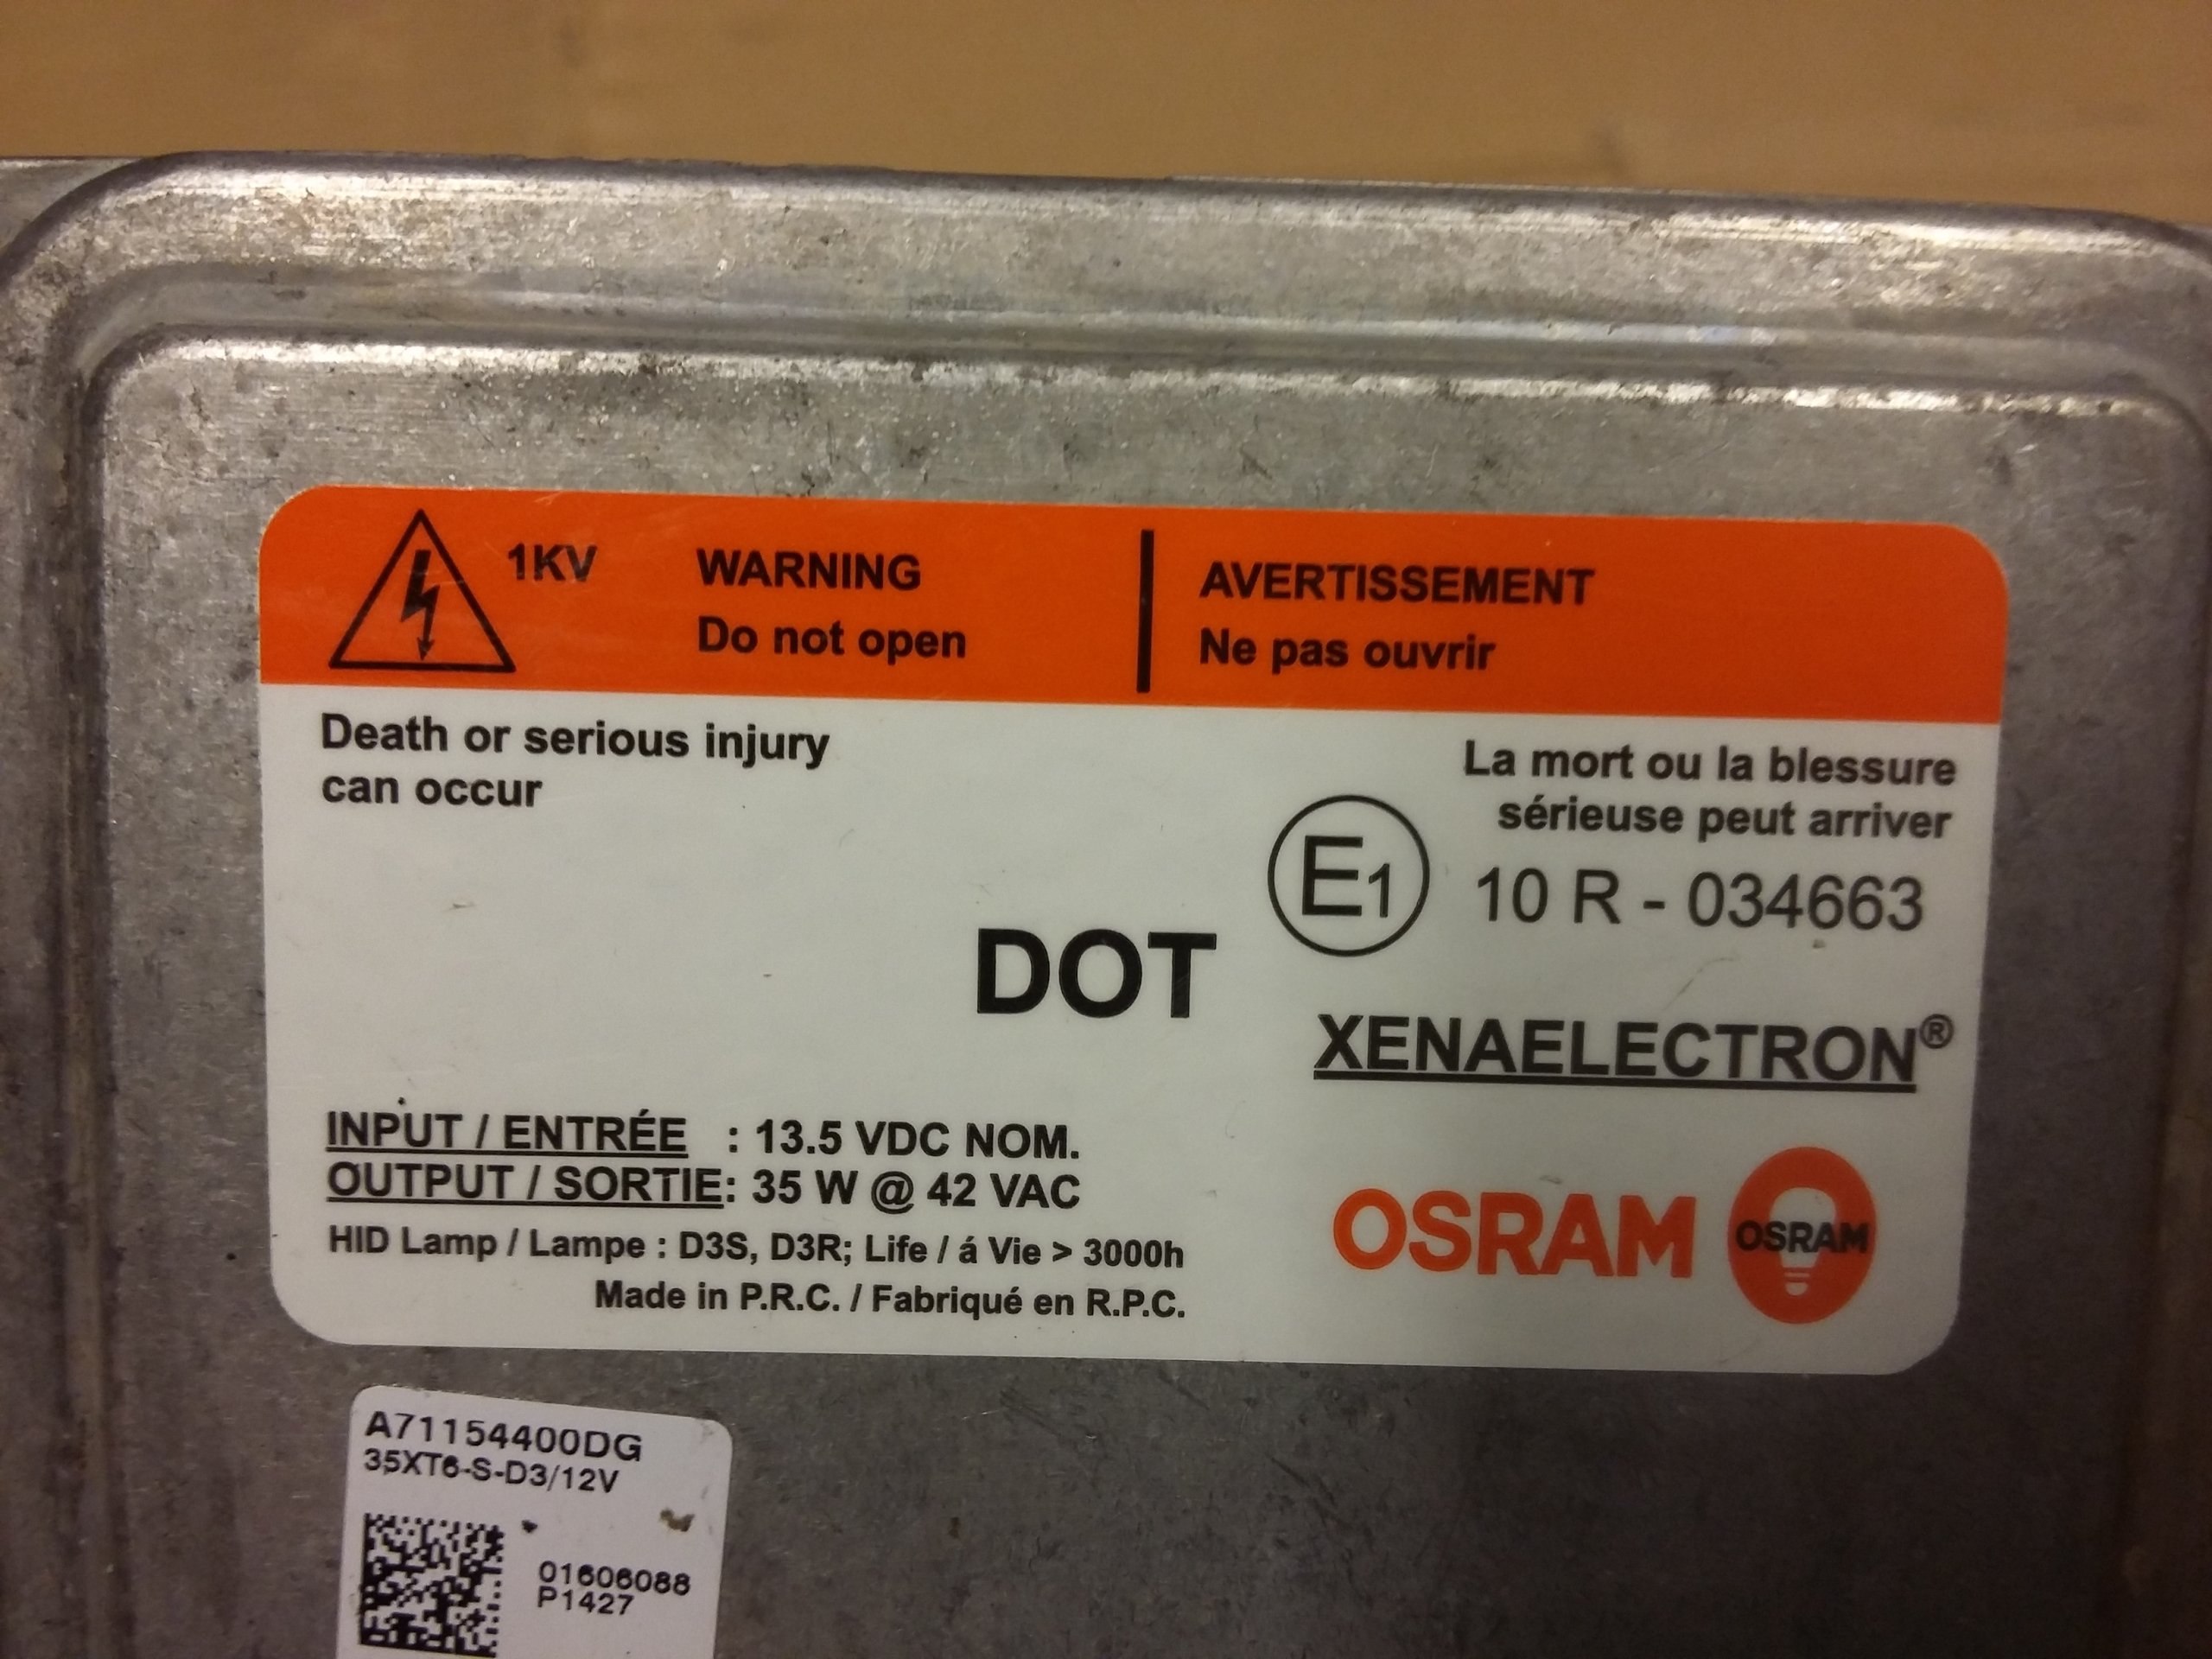 1KV
WARNING
Do not open
AVERTISSEMENT
Ne pas ouvrir
Death or serious injury
can occur
La mort ou la blessure
sérieuse peut arriver
E1
10 R - 034663
DOT
XENAELECTRON®
INPUT / ENTRÉE : 13.5 VDC NOM.
OUTPUT / SORTIE: 35 W @ 42 VAC
HID Lamp / Lampe : D3S, D3R; Life / á Vie > 3000h
Made in P.R.C. / Fabriqué en R.P.C.
OSRAM
OSRAM
A71154400DG
35XT6-S-D3/12V
01606088
P1427